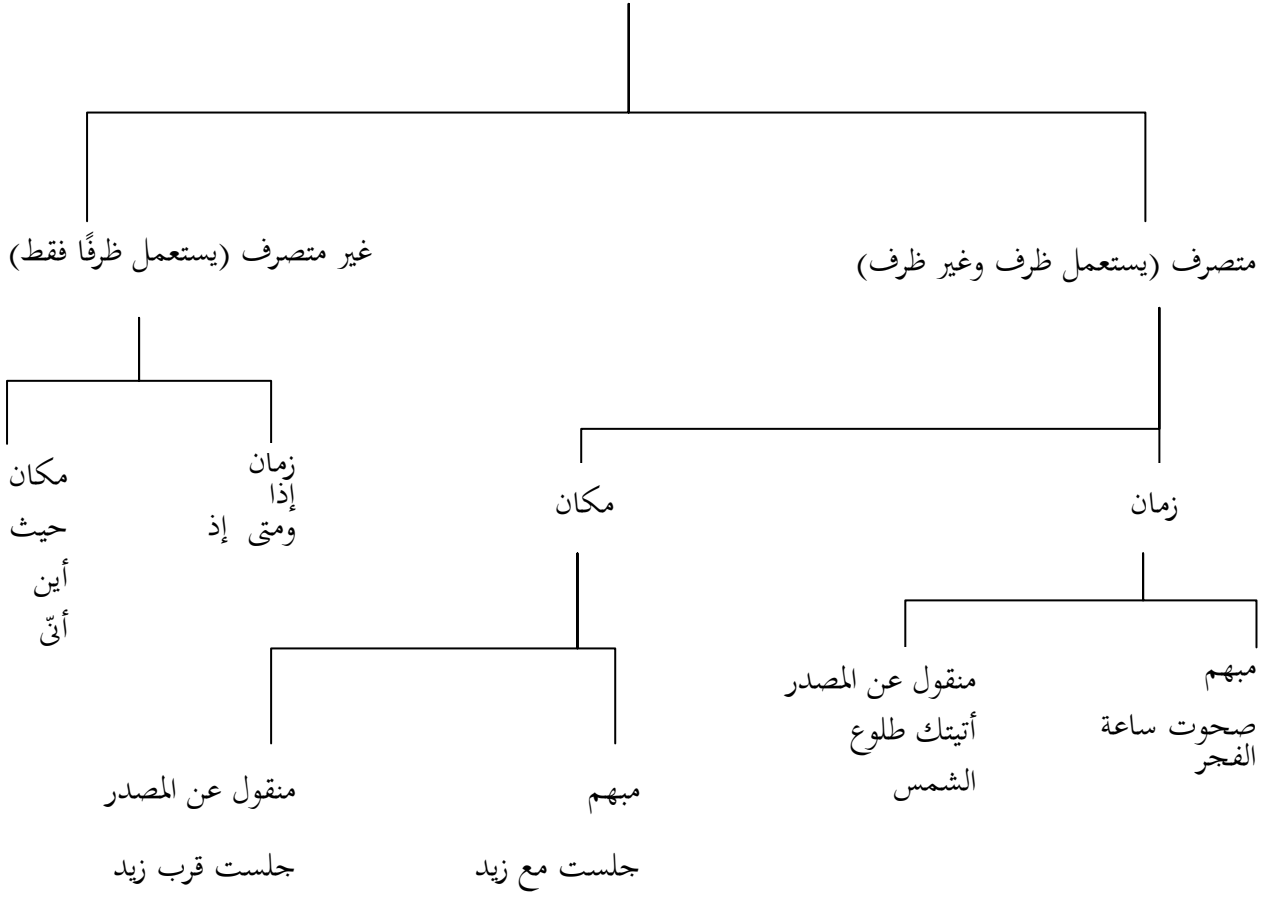 متصرف (يستعمل ظرف وغير ظرف)
غير متصرف (يستعمل ظرفًا فقط)
زمان
مكان
زمان
إذا
ومتى إذ
مكان
حيث
أين
أنىّ
مبهم
صحوت ساعة
الفجر
منقول عن المصدر
أتيتك طلوع
الشمس
مبهم
جلست مع زيد
منقول عن المصدر
جلست قرب زيد